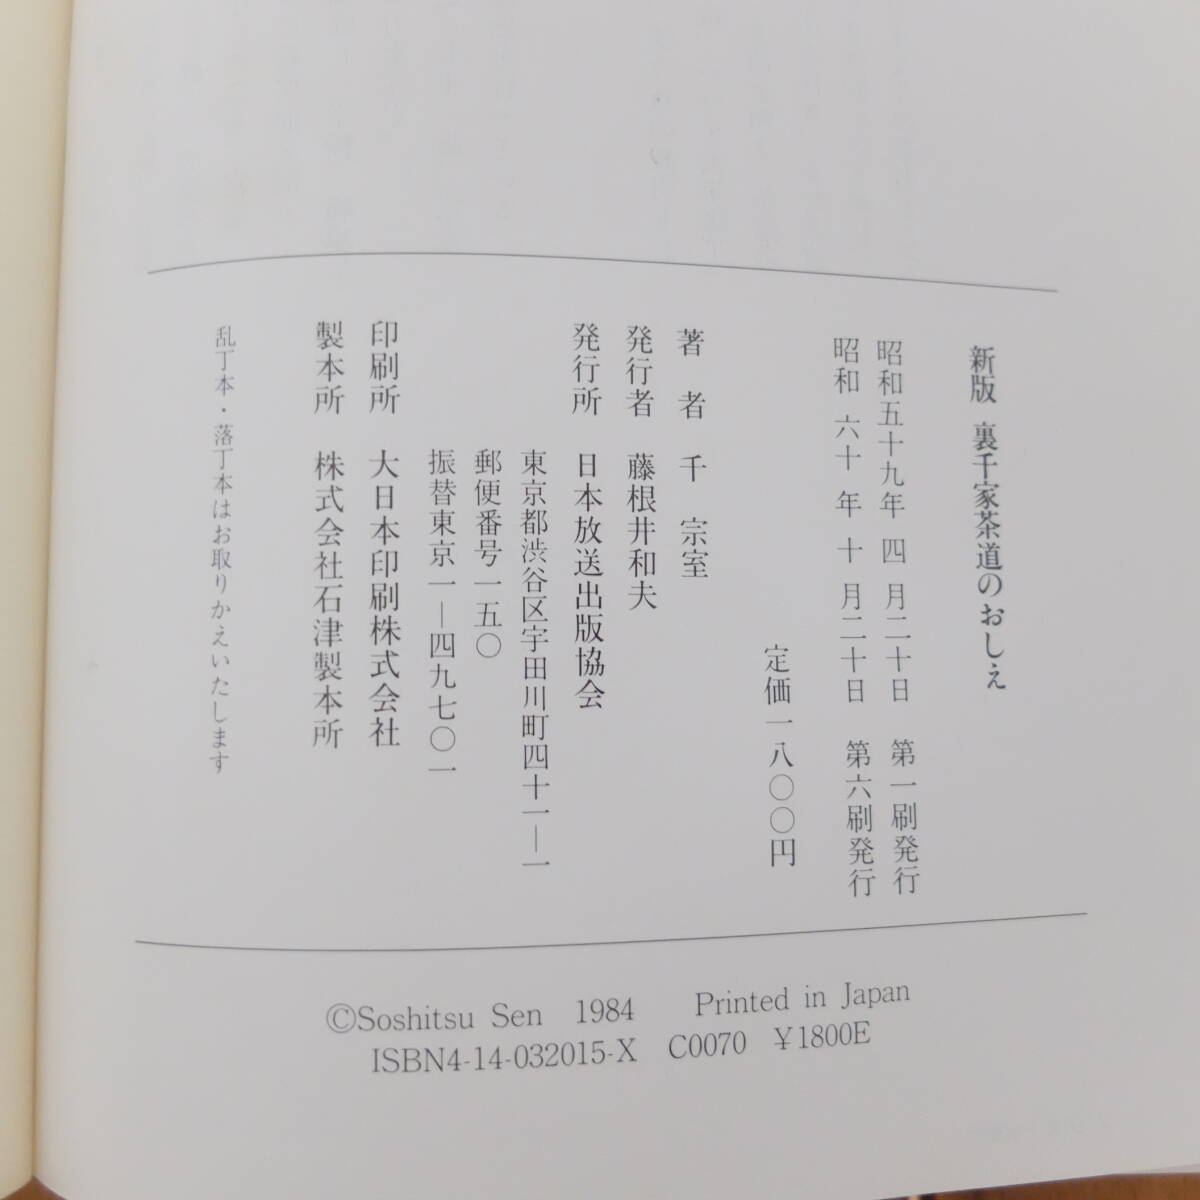 新版 裏千家茶道のおしえ
昭和五十九年 四 月二十日 第一刷発行
昭和 六十 年 十 月二十日 第六刷発行
定価一八〇〇円
著 者 千 宗室
発行者 藤根井和夫
発行所 日本放送出版協会
東京都渋谷区宇田川町四十一―一
郵便番号一五〇
振替東京一―四九七〇一
印刷所 大日本印刷株式会社
製本所 株式会社石津製本所
乱丁本・落丁本はお取りかえいたします
©Soshitsu Sen 1984 Printed in Japan
ISBN4-14-032015-X C0070 ¥1800E